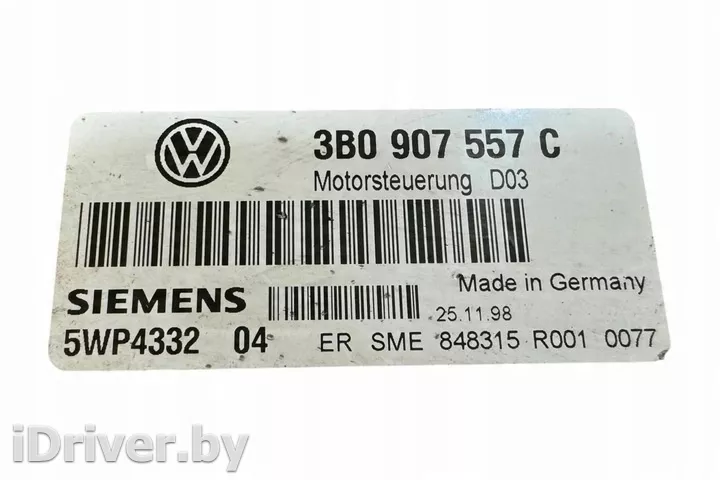 3B0 907 557 C
Motorsteuerung D03
Made in Germany
SIEMENS 25.11.98
5WP4332 04 ER SME 848315 R001 0077
iDriver.by